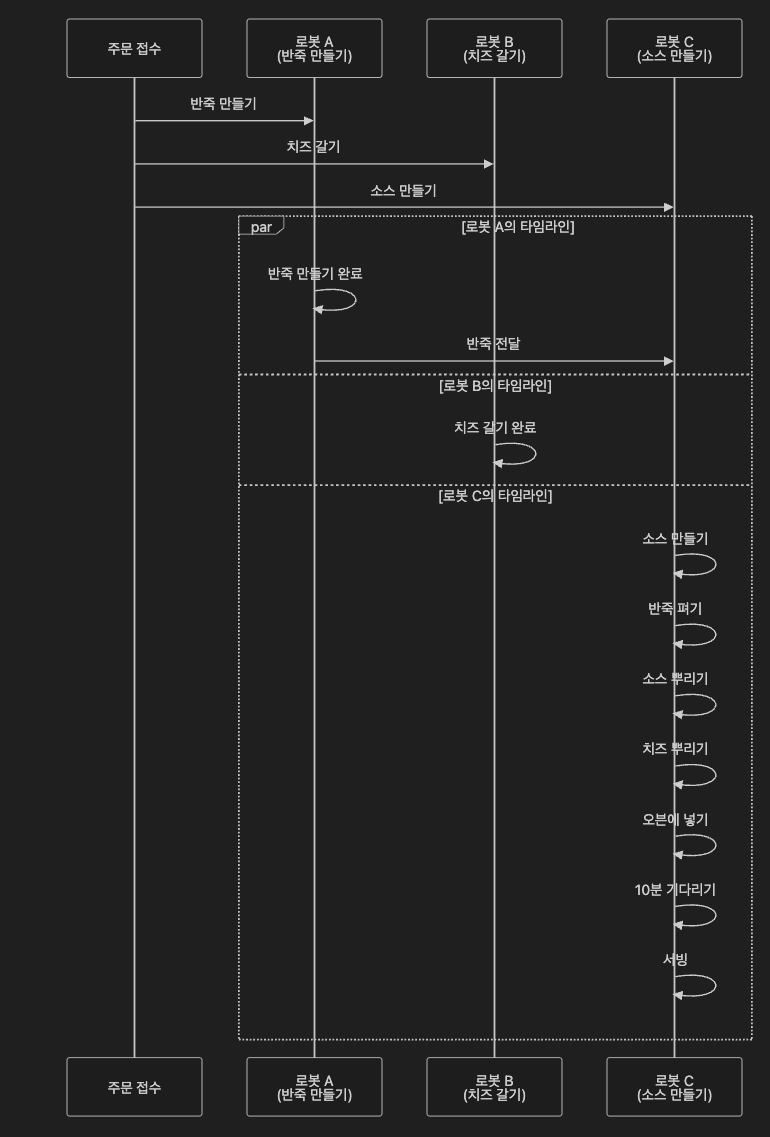 주문 접수
로봇 A
(반죽 만들기)
로봇 B
(치즈 갈기)
로봇 C
(소스 만들기)
반죽 만들기
치즈 갈기
소스 만들기
par
[로봇 A의 타임라인]
반죽 만들기 완료
반죽 전달
[로봇 B의 타임라인]
치즈 갈기 완료
[로봇 C의 타임라인]
소스 만들기
반죽 펴기
소스 뿌리기
치즈 뿌리기
오븐에 넣기
10분 기다리기
서빙
주문 접수
로봇 A
(반죽 만들기)
로봇 B
(치즈 갈기)
로봇 C
(소스 만들기)